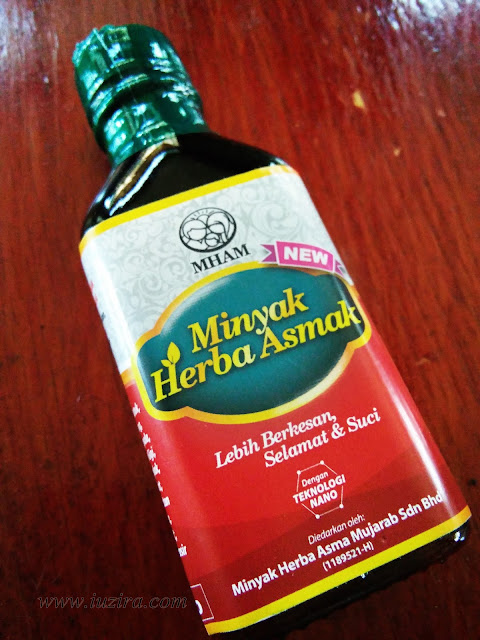 MHAM
NEW
Minyak
Herba Asmak
Lebih Berkesan,
Selamat & Suci
Dengan
TEKNOLOGI
NANO
Diedarkan oleh:
Minyak Herba Asma Mujarab Sdn Bhd
(1189521-H)
www.iuzira.com